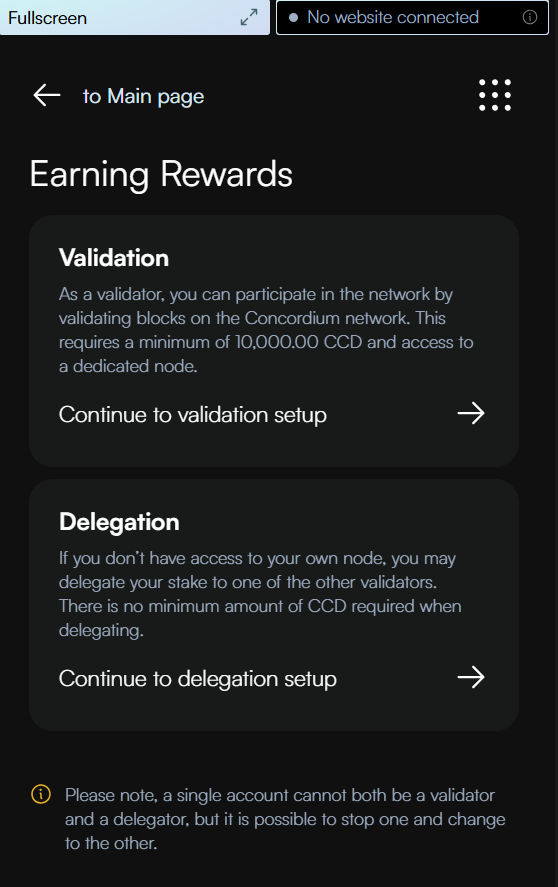 Fullscreen
No website connected
to Main page
Earning Rewards
Validation
As a validator, you can participate in the network by
validating blocks on the Concordium network. This
requires a minimum of 10,000.00 CCD and access to
a dedicated node.
Continue to validation setup
Delegation
If you don't have access to your own node, you may
delegate your stake to one of the other validators.
There is no minimum amount of CCD required when
delegating.
Continue to delegation setup
Please note, a single account cannot both be a validator
and a delegator, but it is possible to stop one and change
to the other.